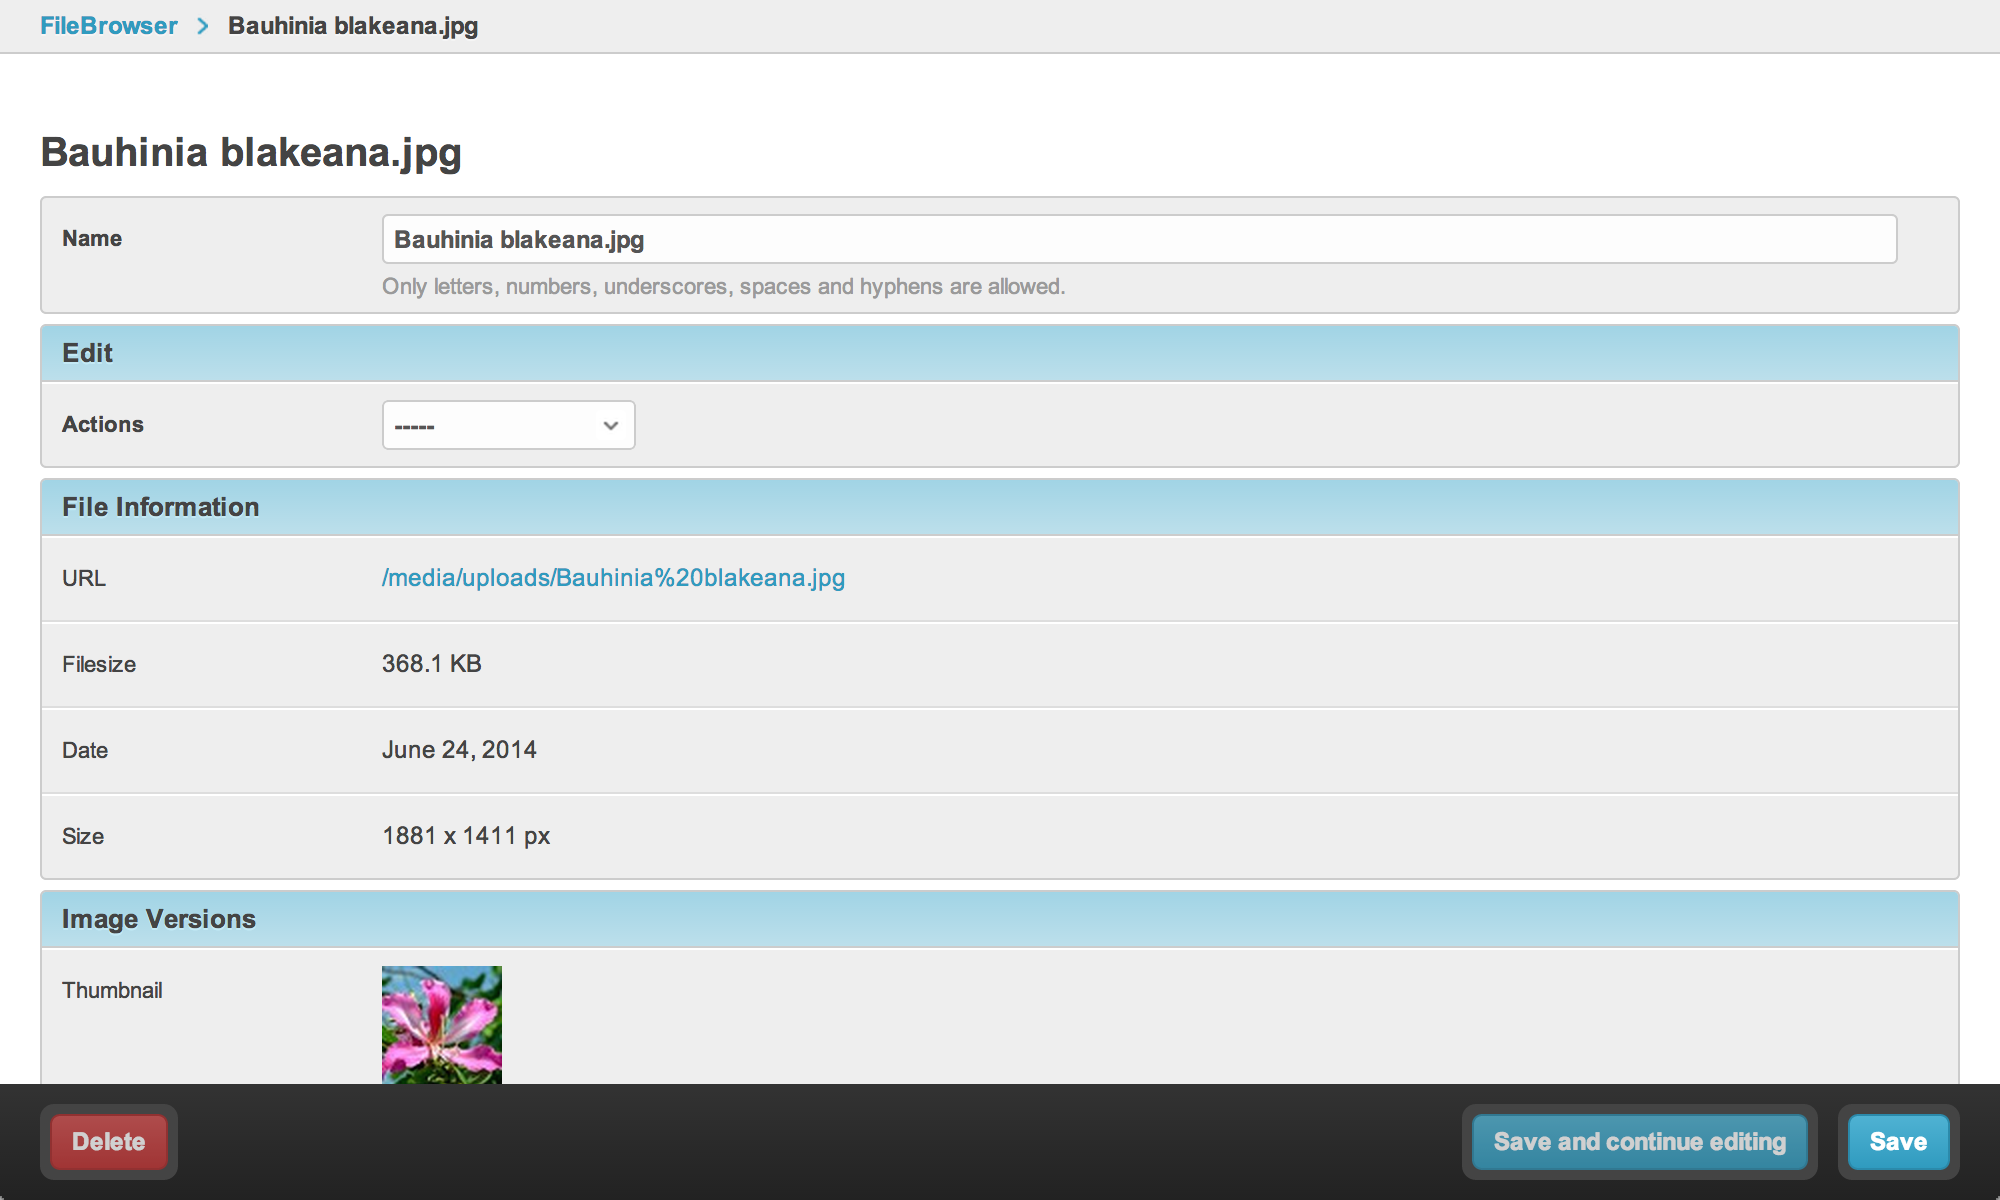 FileBrowser > Bauhinia blakeana.jpg
Bauhinia blakeana.jpg
Name
Bauhinia blakeana.jpg
Only letters, numbers, underscores, spaces and hyphens are allowed.
Edit
Actions
-----
File Information
URL
/media/uploads/Bauhinia%20blakeana.jpg
Filesize
368.1 KB
Date
June 24, 2014
Size
1881 x 1411 px
Image Versions
Thumbnail
Delete
Save and continue editing
Save